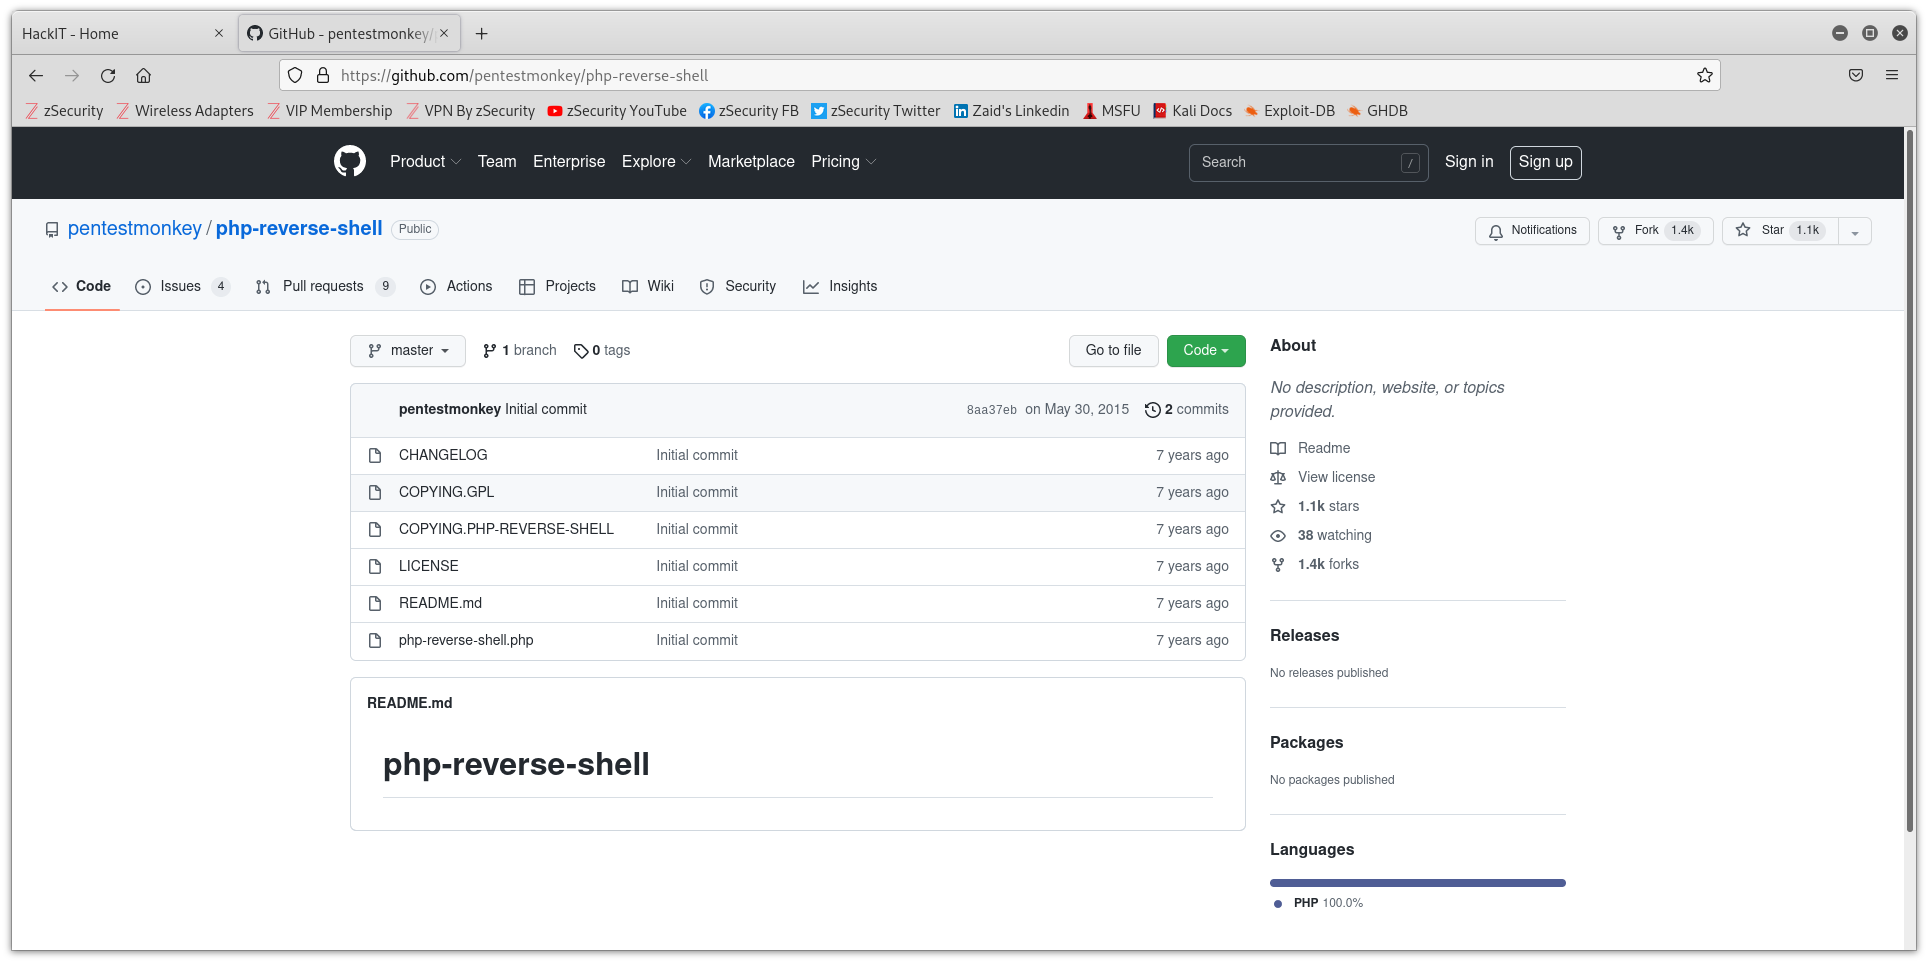 HackIT - Home
GitHub - pentestmonkey/
https://github.com/pentestmonkey/php-reverse-shell
zSecurity Wireless Adapters VIP Membership VPN By zSecurity zSecurity YouTube zSecurity FB zSecurity Twitter Zaid's Linkedin MSFU Kali Docs Exploit-DB GHDB
Product Team Enterprise Explore Marketplace Pricing Search / Sign in Sign up
pentestmonkey / php-reverse-shell Public Notifications Fork 1.4k Star 1.1k
Code Issues 4 Pull requests 9 Actions Projects Wiki Security Insights
master 1 branch 0 tags Go to file Code
pentestmonkey Initial commit 8aa37eb on May 30, 2015 2 commits
CHANGELOG Initial commit 7 years ago
COPYING.GPL Initial commit 7 years ago
COPYING.PHP-REVERSE-SHELL Initial commit 7 years ago
LICENSE Initial commit 7 years ago
README.md Initial commit 7 years ago
php-reverse-shell.php Initial commit 7 years ago
README.md
php-reverse-shell
About
No description, website, or topics
provided.
Readme
View license
1.1k stars
38 watching
1.4k forks
Releases
No releases published
Packages
No packages published
Languages
PHP 100.0%